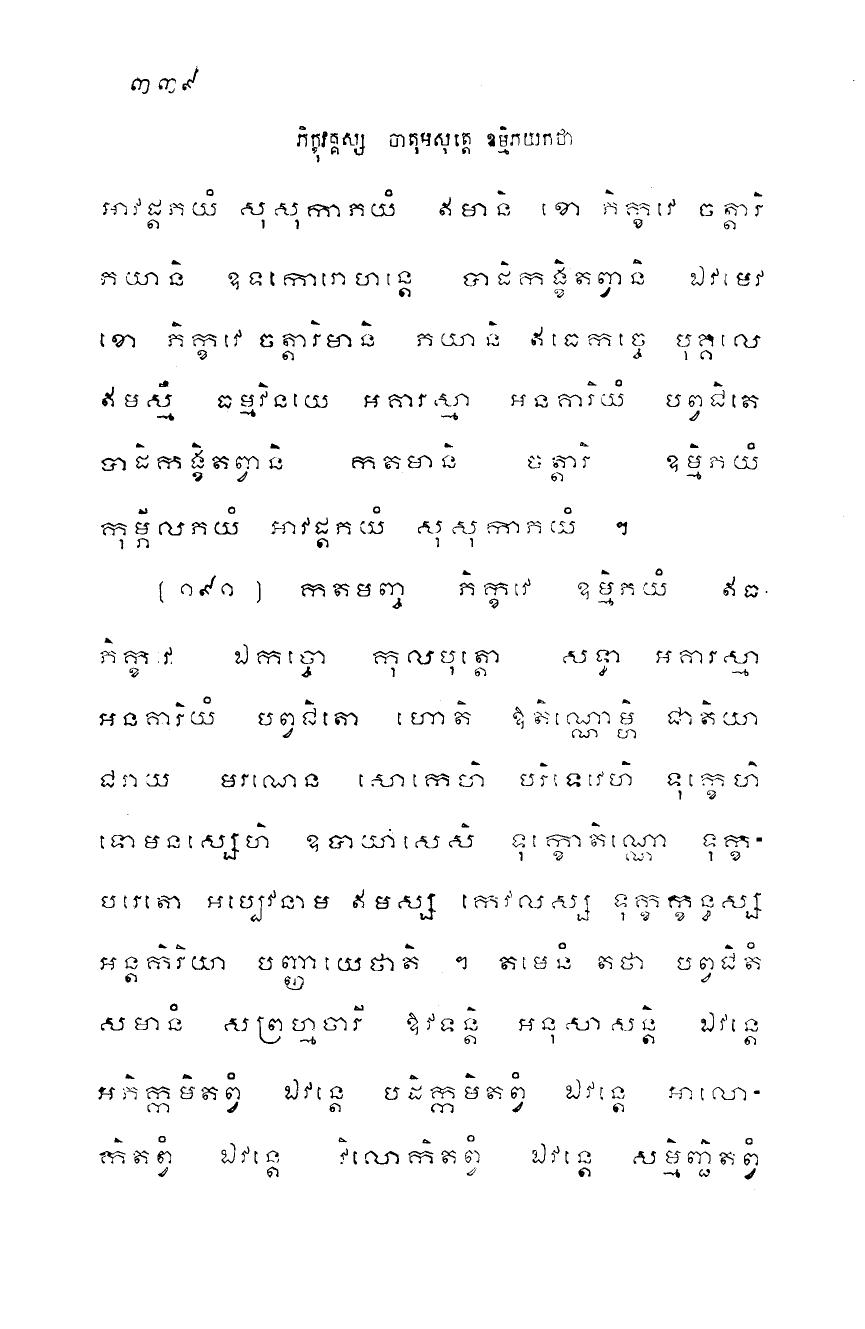 ៣៣៩
ភិក្ខុវគ្គស្ស ចាតុមសុត្តេ ឧម្មិភយកថា
អាវដ្តភយំ សុសុកាភយំ ឥមានិ ខោ ភិក្ខវេ ចត្តារិ
ភយានិ ឧទកោរោហន្តេ បាដិកង្ខិតព្វានិ ឯវមេវ
ខោ ភិក្ខវេ ចត្តារិមានិ ភយានិ ឥធេកច្ចេ បុគ្គលេ
ឥមស្មឹ ធម្មវិនយេ អគារស្មា អនគារិយំ បព្វជិតេ
បាដិកង្ខិតព្វានិ កតមានិ ចត្តារិ ឧម្មិភយំ
កុម្ភីលភយំ អាវដ្តភយំ សុសុកាភយំ ។
[១៩១] កតមញ្ច ភិក្ខវេ ឧម្មិភយំ ឥធ
ភិក្ខវេ ឯកច្ចោ កុលបុត្តោ សទ្ធា អគារស្មា
អនគារិយំ បព្វជិតោ ហោតិ ឱតិណ្ណោម្ហិ ជាតិយា
ជរាយ មរណេន សោកេហិ បរិទេវេហិ ទុក្ខេហិ
ទោមនស្សេហិ ឧបាយាសេសិ ទុក្ខោតិណ្ណោ ទុក្ខ-
បរេតោ អប្បេវនាម ឥមស្ស កេវលស្ស ទុក្ខក្ខន្ធស្ស
អន្តកិរិយា បញ្ញាយេថាតិ ។ តមេនំ តថា បព្វជិតំ
សមានំ សព្រហ្មចារី ឱវទន្តិ អនុសាសន្តិ ឯវន្តេ
អភិក្កមិតព្វំ ឯវន្តេ បដិក្កមិតព្វំ ឯវន្តេ អាលោ-
កិតព្វំ ឯវន្តេ វិលោកិតព្វំ ឯវន្តេ សម្មិញ្ជិតព្វំ